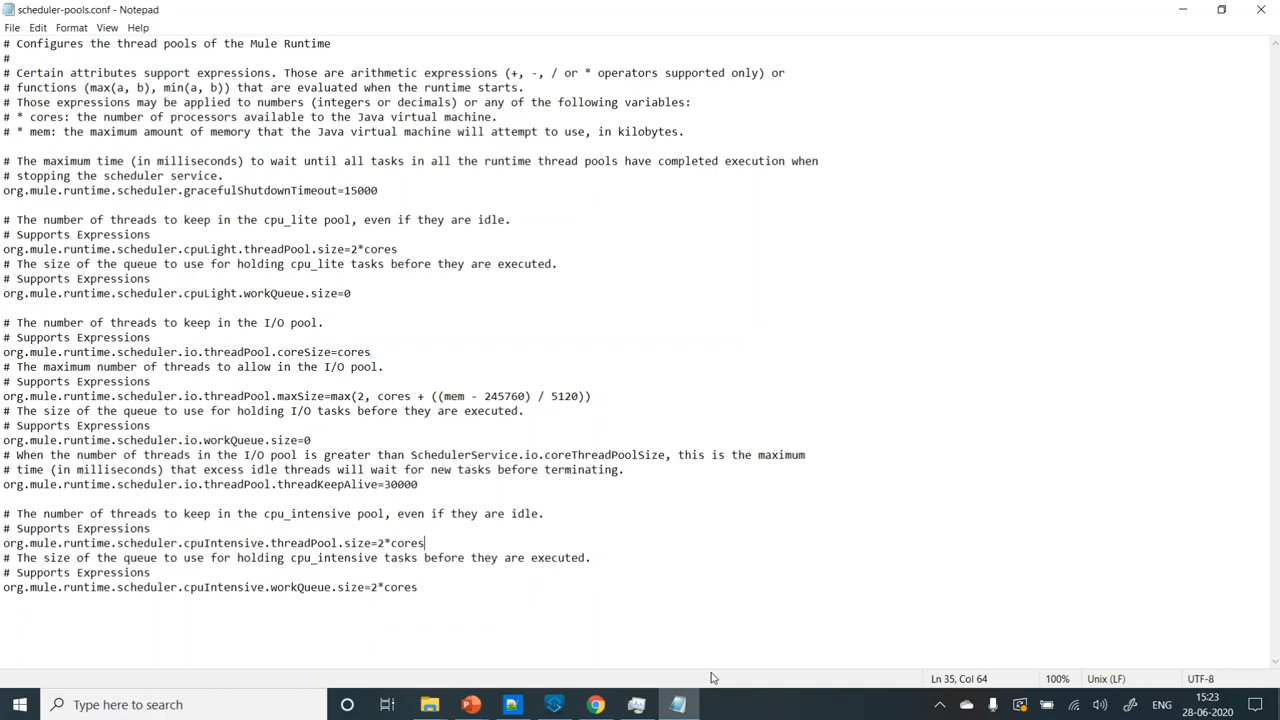 scheduler-pools.conf - Notepad
File Edit Format View Help
# Configures the thread pools of the Mule Runtime
#
# Certain attributes support expressions. Those are arithmetic expressions (+, -, / or * operators supported only) or
# functions (max(a, b), min(a, b)) that are evaluated when the runtime starts.
# Those expressions may be applied to numbers (integers or decimals) or any of the following variables:
# * cores: the number of processors available to the Java virtual machine.
# * mem: the maximum amount of memory that the Java virtual machine will attempt to use, in kilobytes.
# The maximum time (in milliseconds) to wait until all tasks in all the runtime thread pools have completed execution when
# stopping the scheduler service.
org.mule.runtime.scheduler.gracefulShutdownTimeout=15000
# The number of threads to keep in the cpu_lite pool, even if they are idle.
# Supports Expressions
org.mule.runtime.scheduler.cpuLight.threadPool.size=2*cores
# The size of the queue to use for holding cpu_lite tasks before they are executed.
# Supports Expressions
org.mule.runtime.scheduler.cpuLight.workQueue.size=0
# The number of threads to keep in the I/O pool.
# Supports Expressions
org.mule.runtime.scheduler.io.threadPool.coreSize=cores
# The maximum number of threads to allow in the I/O pool.
# Supports Expressions
org.mule.runtime.scheduler.io.threadPool.maxSize=max(2, cores + ((mem - 245760) / 5120))
# The size of the queue to use for holding I/O tasks before they are executed.
# Supports Expressions
org.mule.runtime.scheduler.io.workQueue.size=0
# When the number of threads in the I/O pool is greater than SchedulerService.io.coreThreadPoolSize, this is the maximum
# time (in milliseconds) that excess idle threads will wait for new tasks before terminating.
org.mule.runtime.scheduler.io.threadPool.threadKeepAlive=30000
# The number of threads to keep in the cpu_intensive pool, even if they are idle.
# Supports Expressions
org.mule.runtime.scheduler.cpuIntensive.threadPool.size=2*cores
# The size of the queue to use for holding cpu_intensive tasks before they are executed.
# Supports Expressions
org.mule.runtime.scheduler.cpuIntensive.workQueue.size=2*cores
Ln 35, Col 64 100% Unix (LF) UTF-8
Type here to search
ENG
15:23
28-06-2020